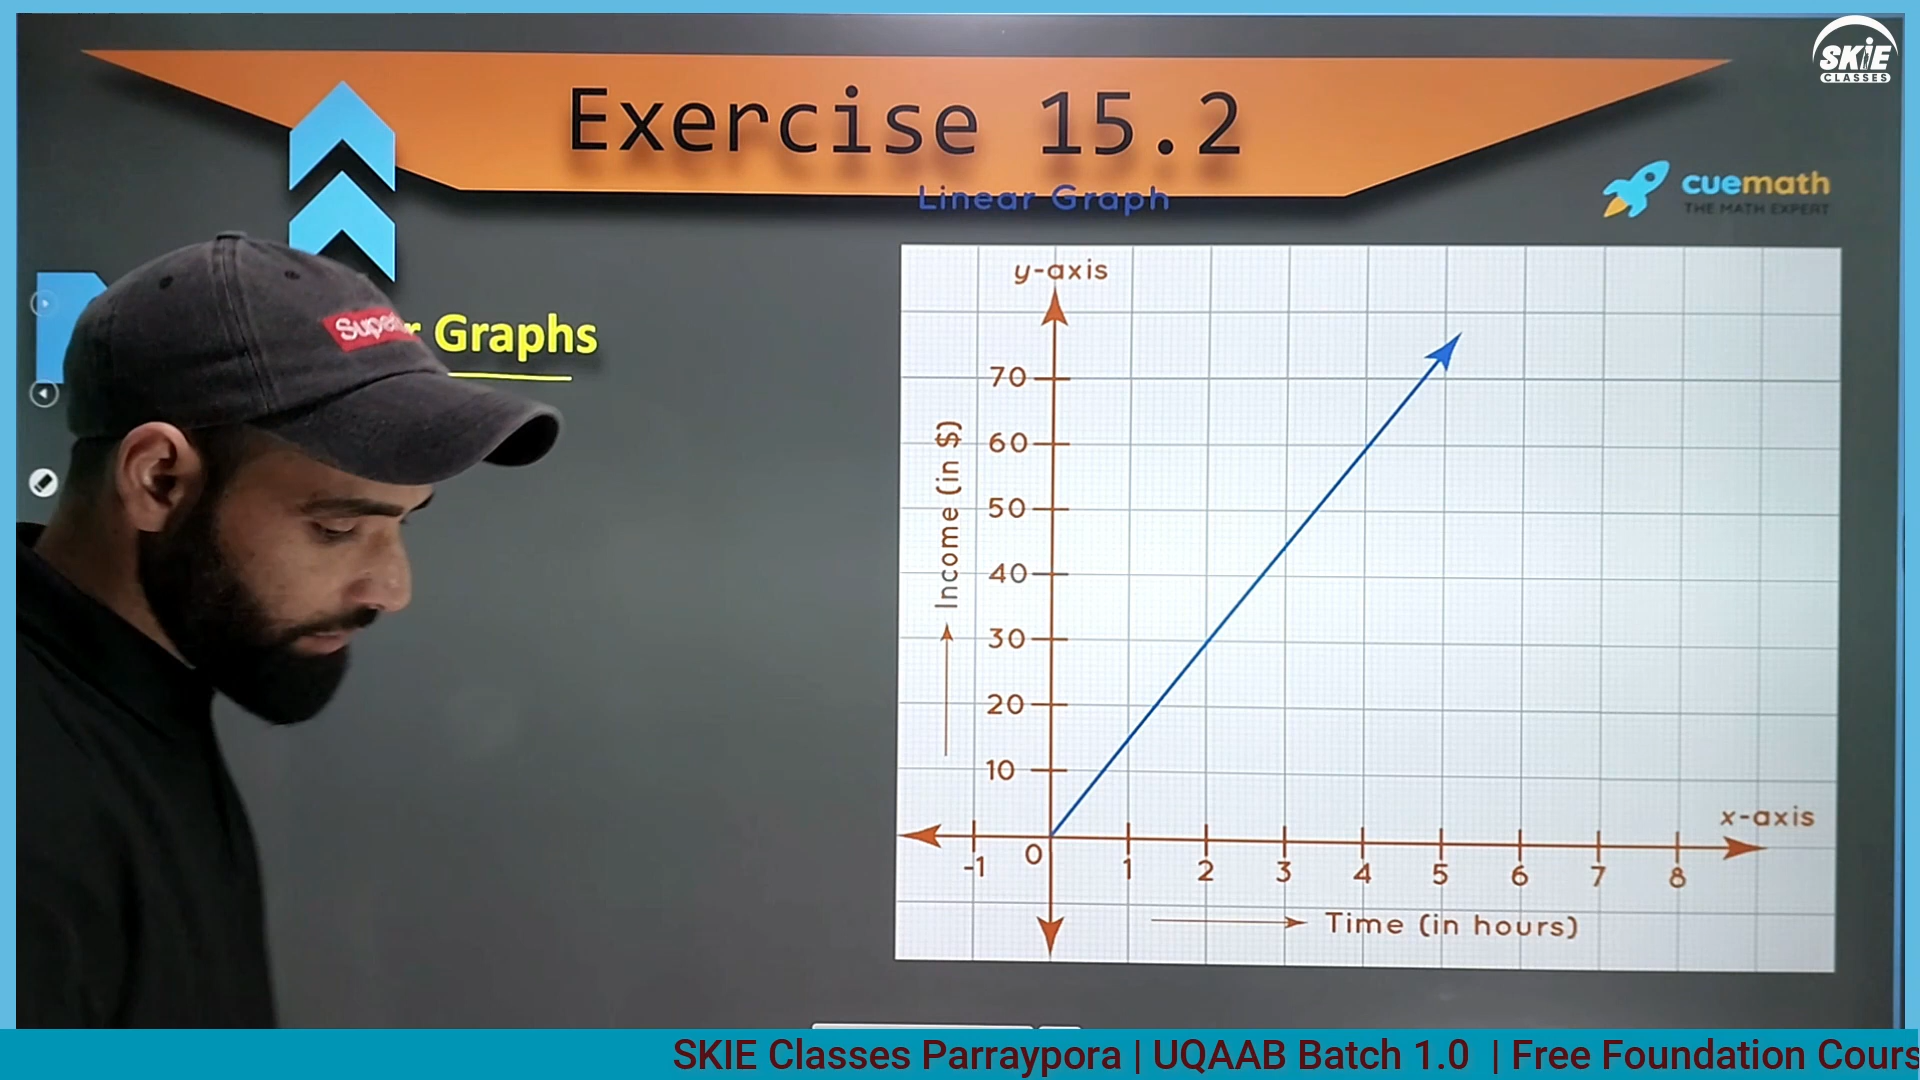 SKIE
CLASSES
Exercise 15.2
Linear Graph
cuemath
THE MATH EXPERT
Graphs
y-axis
70
60
50
40
30
20
10
Income (in $)
x-axis
-1 0 1 2 3 4 5 6 7 8
Time (in hours)
SKIE Classes Parraypora | UQAAB Batch 1.0 | Free Foundation Cours